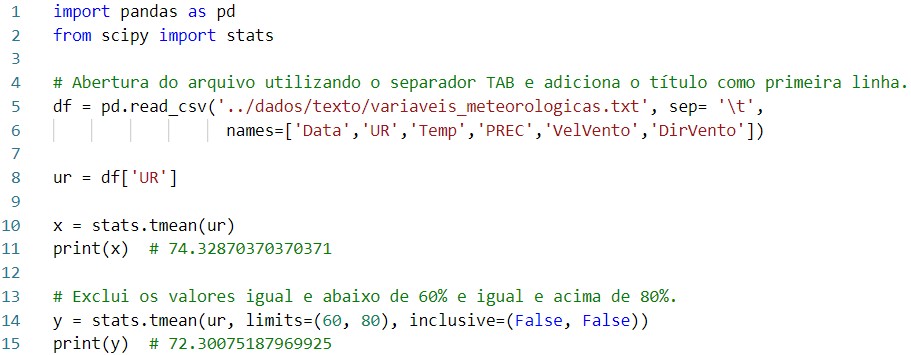 1 import pandas as pd
2 from scipy import stats
3
4 # Abertura do arquivo utilizando o separador TAB e adiciona o título como primeira linha.
5 df = pd.read_csv('../dados/texto/variaveis_meteorologicas.txt', sep= '\t',
6 names=['Data','UR','Temp','PREC','VelVento','DirVento'])
7
8 ur = df['UR']
9
10 x = stats.tmean(ur)
11 print(x)  # 74.32870370370371
12
13 # Exclui os valores igual e abaixo de 60% e igual e acima de 80%.
14 y = stats.tmean(ur, limits=(60, 80), inclusive=(False, False))
15 print(y)  # 72.30075187969925